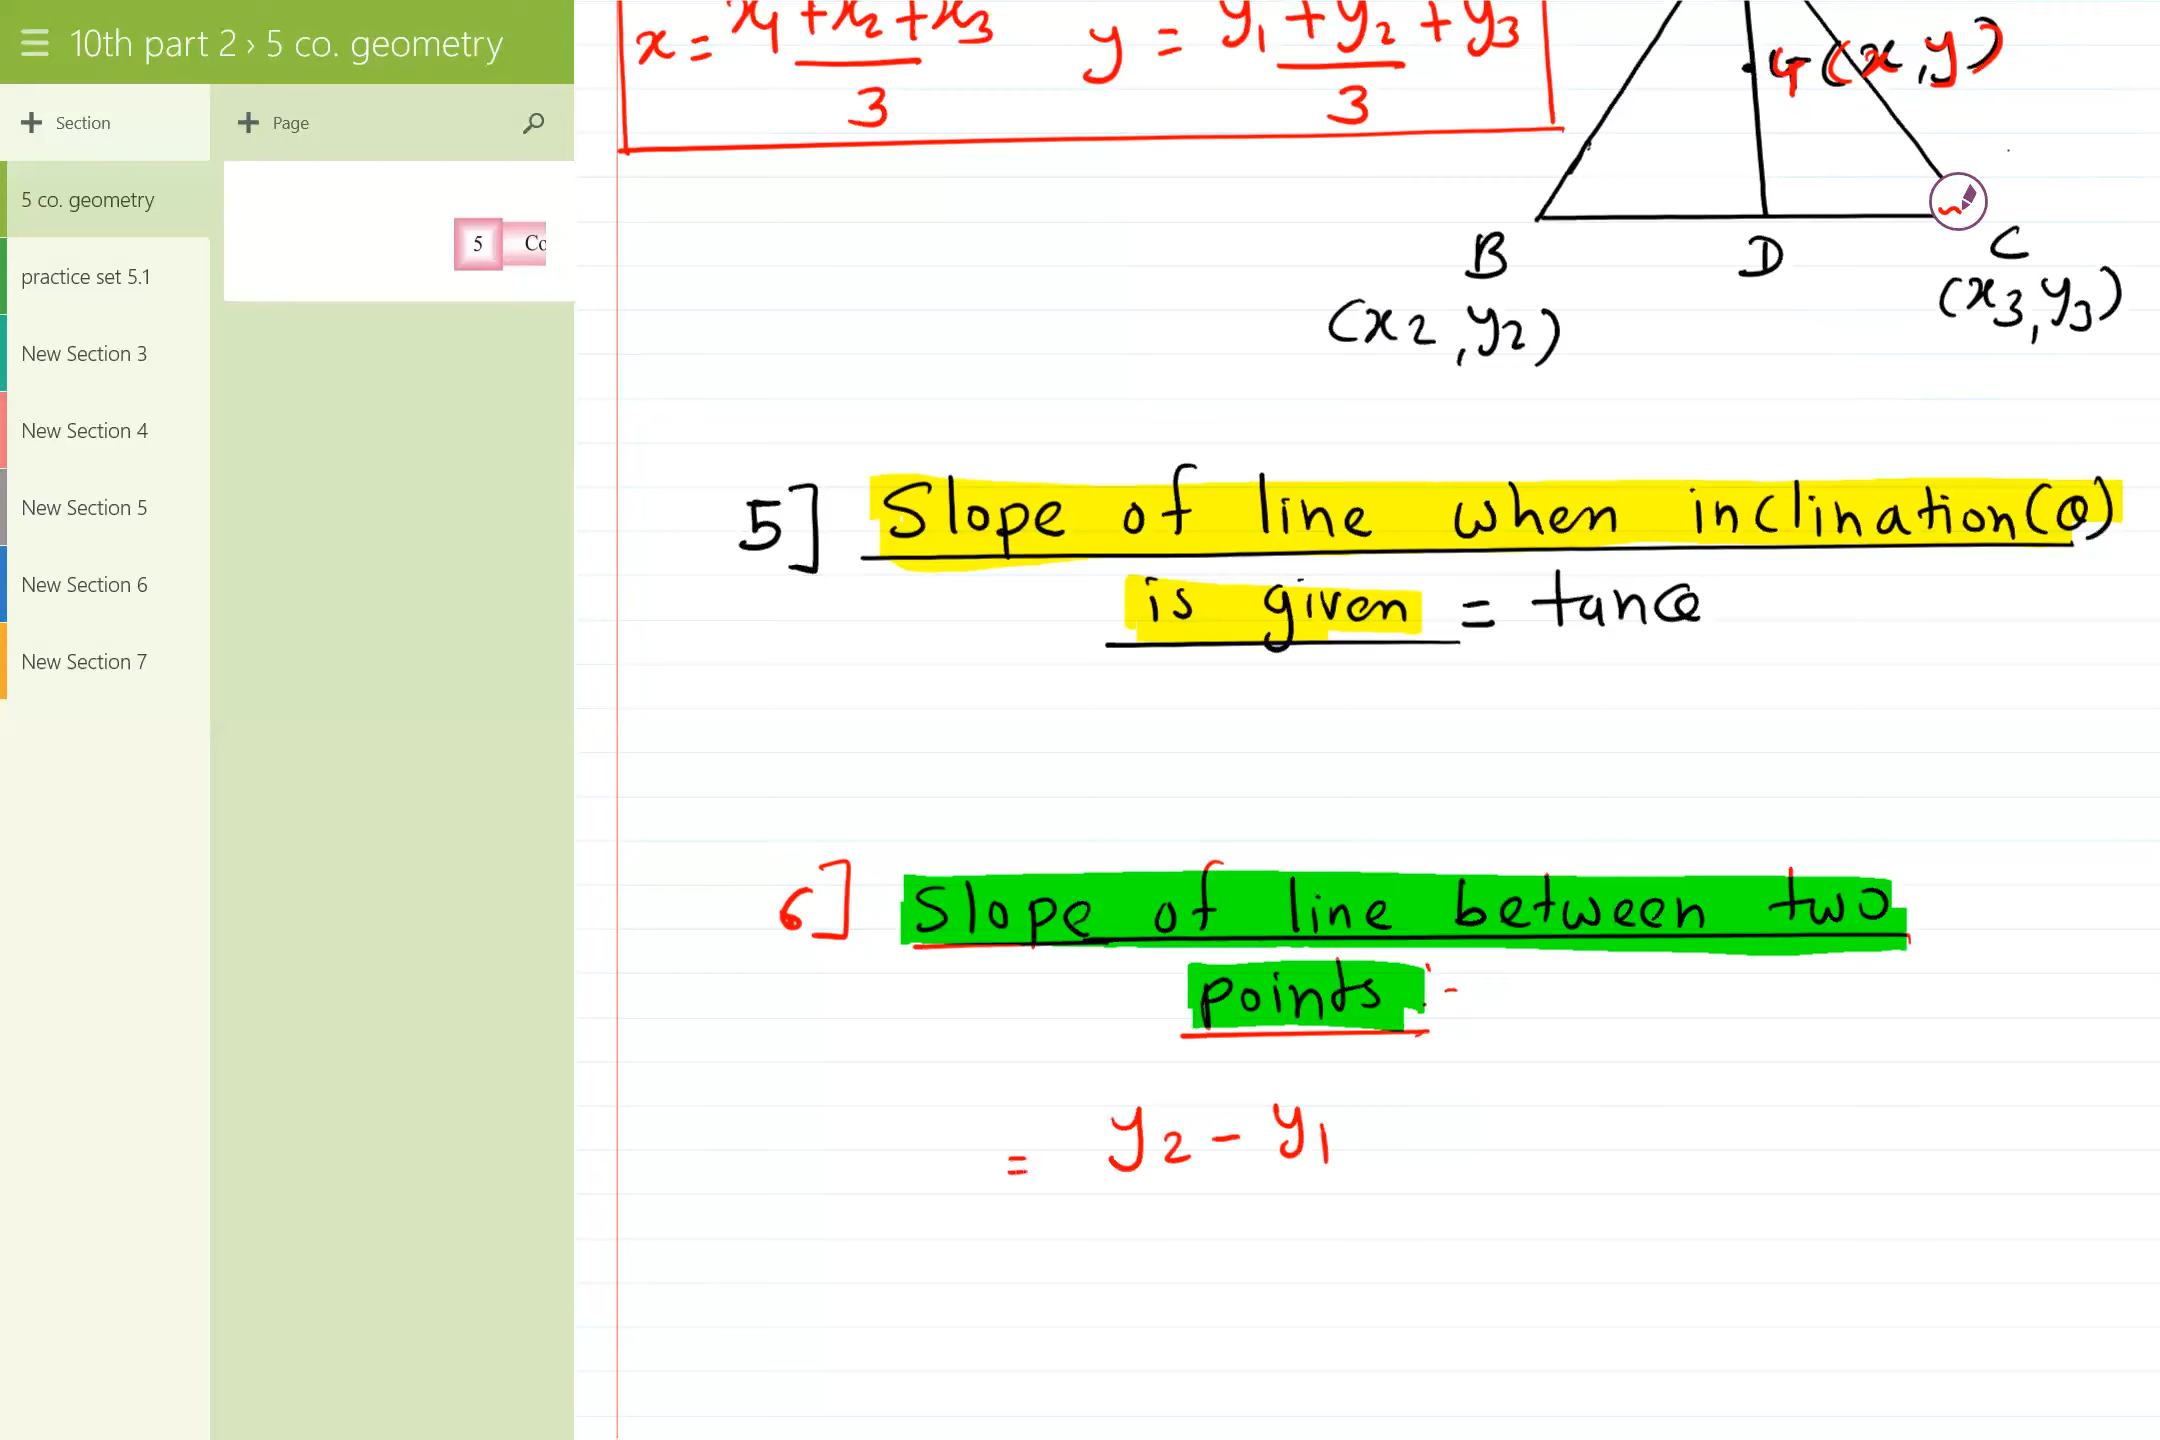 10th part 2 › 5 co. geometry
+ Section
+ Page
5 co. geometry
practice set 5.1
New Section 3
New Section 4
New Section 5
New Section 6
New Section 7
5 Co
x = x1+x2+x3 / 3 y = y1+y2+y3 / 3
G(x,y)
B D C
(x2,y2) (x3,y3)
5] Slope of line when inclination(θ)
is given = tanθ
6] Slope of line between two
points :-
= y2 - y1